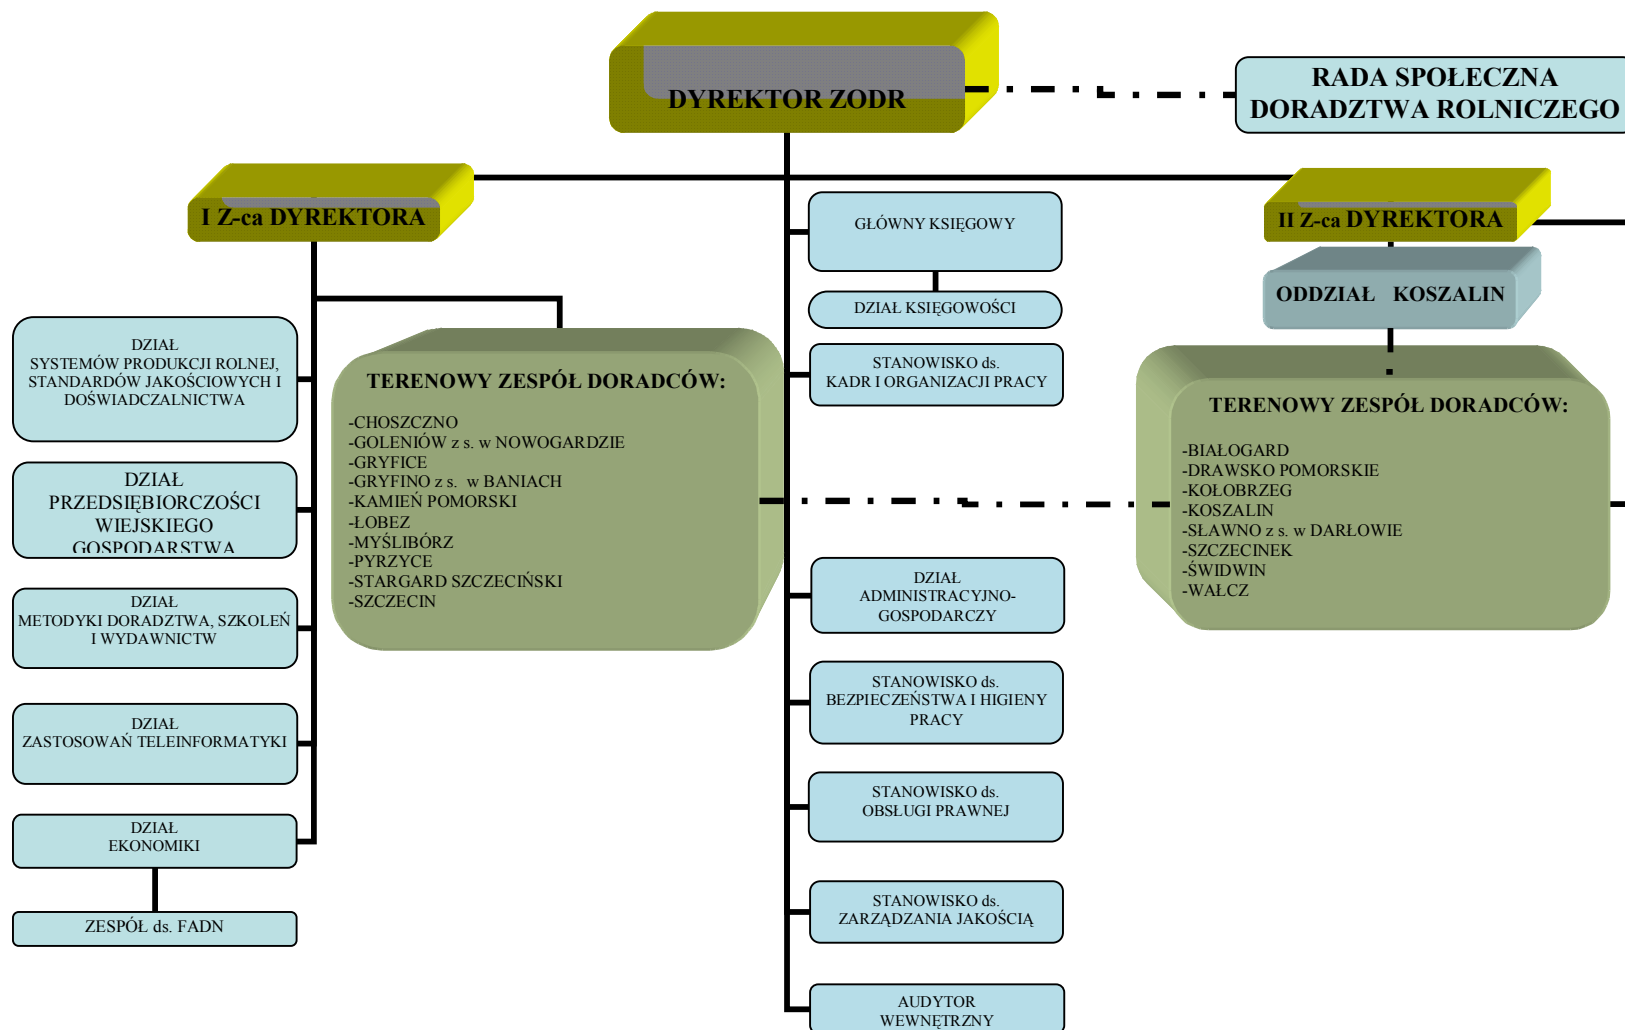 DYREKTOR ZODR
RADA SPOŁECZNA
DORADZTWA ROLNICZEGO
I Z-ca DYREKTORA
II Z-ca DYREKTORA
ODDZIAŁ KOSZALIN
DZIAŁ
SYSTEMÓW PRODUKCJI ROLNEJ,
STANDARDÓW JAKOŚCIOWYCH I
DOŚWIADCZALNICTWA
DZIAŁ
PRZEDSIĘBIORCZOŚCI
WIEJSKIEGO
GOSPODARSTWA
DZIAŁ
METODYKI DORADZTWA, SZKOLEŃ
I WYDAWNICTW
DZIAŁ
ZASTOSOWAŃ TELEINFORMATYKI
DZIAŁ
EKONOMIKI
ZESPÓŁ ds. FADN
TERENOWY ZESPÓŁ DORADCÓW:
-CHOSZCZNO
-GOLENIÓW z s. w NOWOGARDZIE
-GRYFICE
-GRYFINO z s. w BANIACH
-KAMIEŃ POMORSKI
-ŁOBEZ
-MYŚLIBÓRZ
-PYRZYCE
-STARGARD SZCZECIŃSKI
-SZCZECIN
GŁÓWNY KSIĘGOWY
DZIAŁ KSIĘGOWOŚCI
STANOWISKO ds.
KADR I ORGANIZACJI PRACY
DZIAŁ
ADMINISTRACYJNO-
GOSPODARCZY
STANOWISKO ds.
BEZPIECZEŃSTWA I HIGIENY
PRACY
STANOWISKO ds.
OBSŁUGI PRAWNEJ
STANOWISKO ds.
ZARZĄDZANIA JAKOŚCIĄ
AUDYTOR
WEWNĘTRZNY
TERENOWY ZESPÓŁ DORADCÓW:
-BIAŁOGARD
-DRAWSKO POMORSKIE
-KOŁOBRZEG
-KOSZALIN
-SŁAWNO z s. w DARŁOWIE
-SZCZECINEK
-ŚWIDWIN
-WAŁCZ